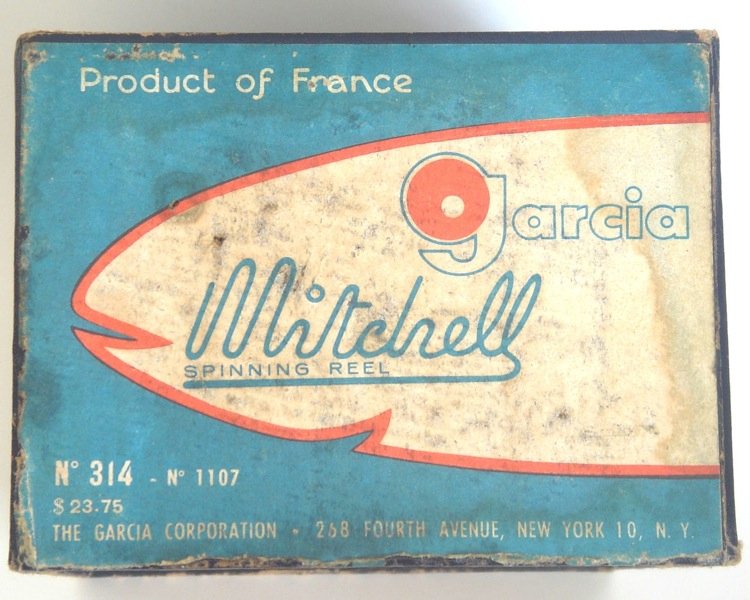 Product of France
garcia
Mitchell
SPINNING REEL
N° 314 - N° 1107
$ 23.75
THE GARCIA CORPORATION - 268 FOURTH AVENUE, NEW YORK 10, N. Y.